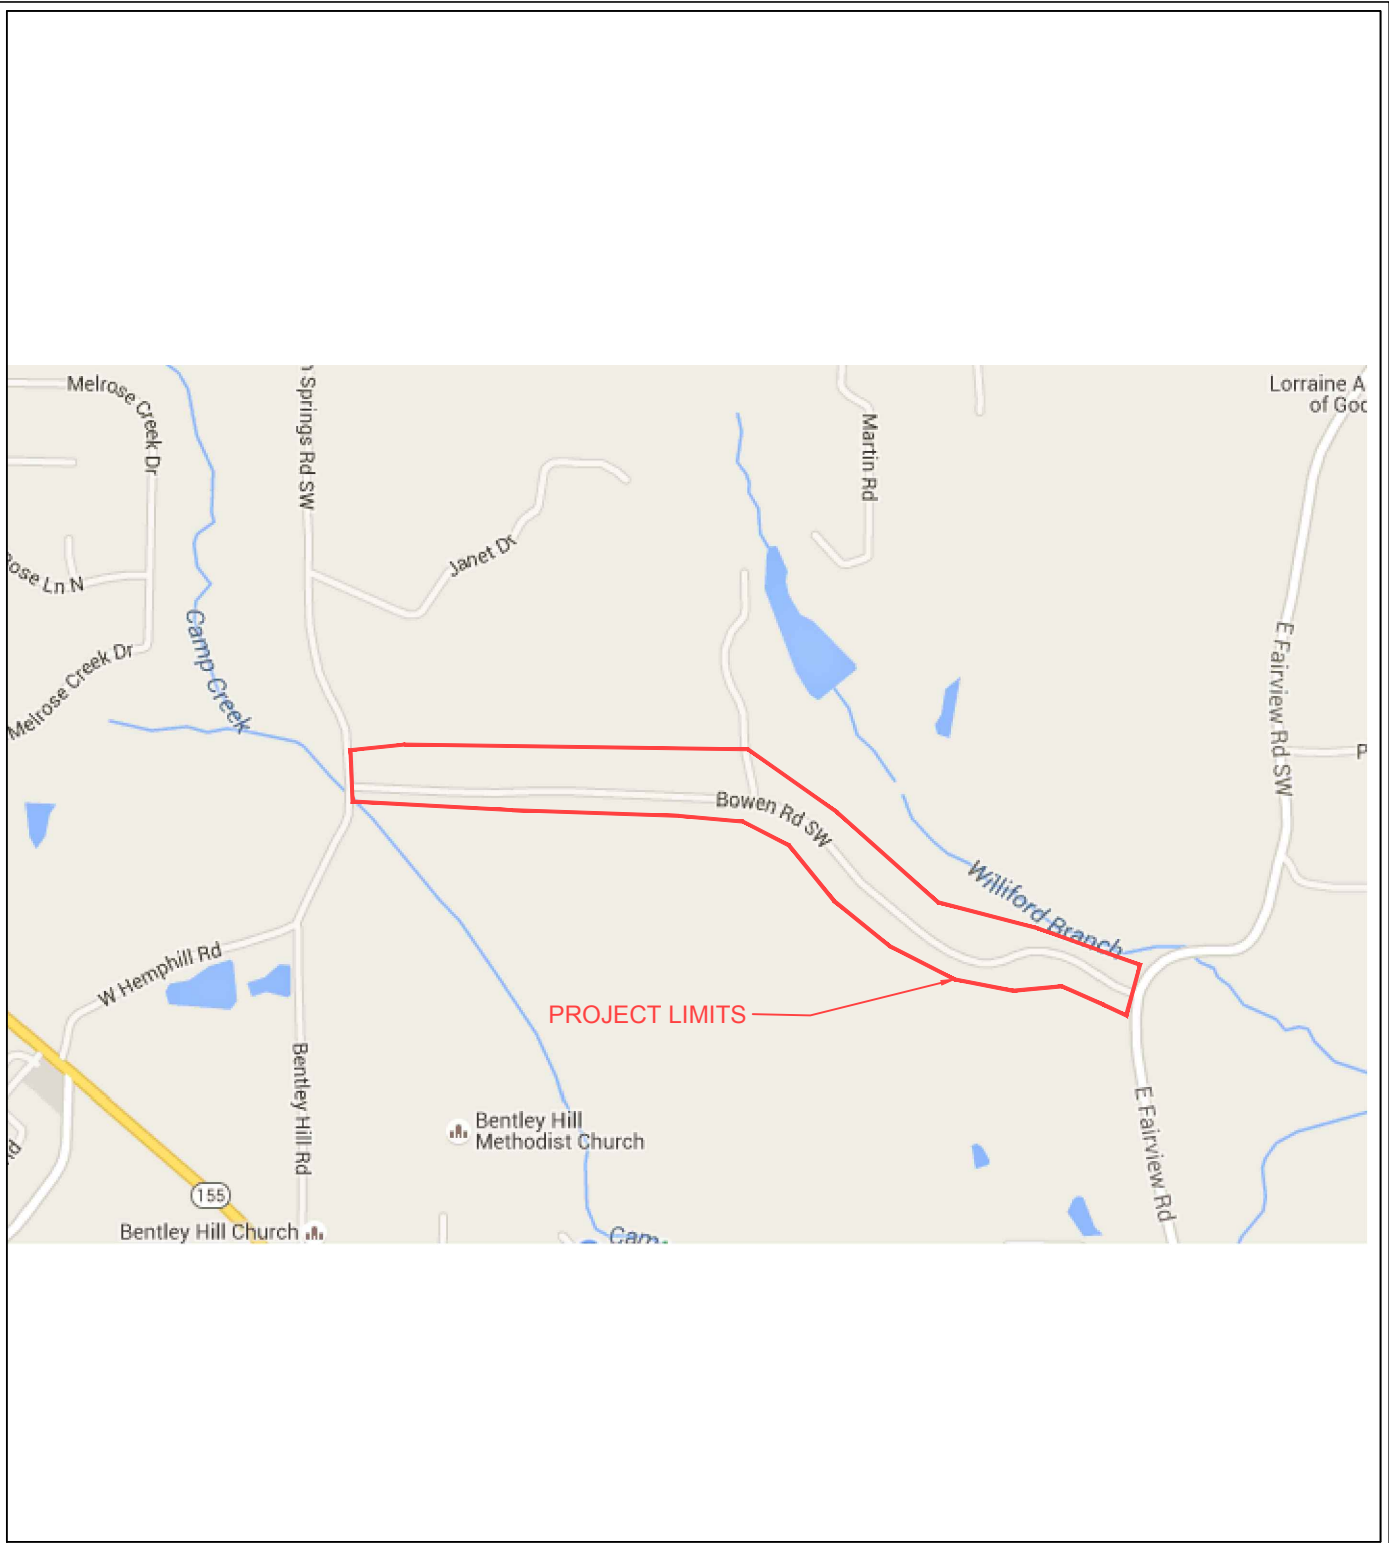 Melrose Creek Dr
Springs Rd SW
Martin Rd
Lorraine A
of God
Janet Dr
Ln N
Camp Creek
Melrose Creek Dr
E Fairview Rd SW
P
Bowen Rd SW
Williford Branch
W Hemphill Rd
PROJECT LIMITS
Bentley Hill Rd
Bentley Hill
Methodist Church
E Fairview Rd
155
Bentley Hill Church